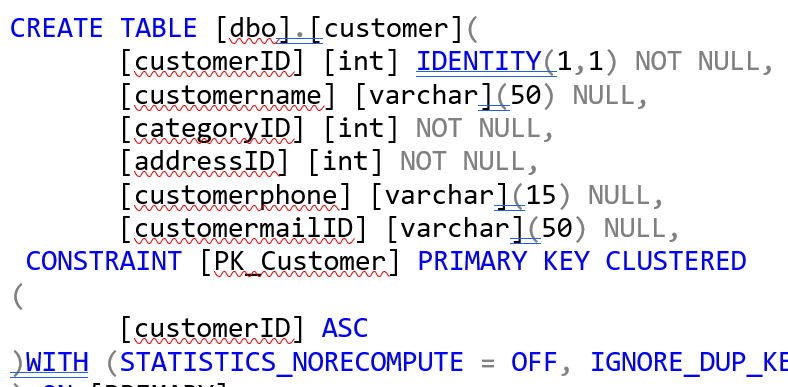 CREATE TABLE [dbo].[customer](
[customerID] [int] IDENTITY(1,1) NOT NULL,
[customername] [varchar](50) NULL,
[categoryID] [int] NOT NULL,
[addressID] [int] NOT NULL,
[customerphone] [varchar](15) NULL,
[customermailID] [varchar](50) NULL,
CONSTRAINT [PK_Customer] PRIMARY KEY CLUSTERED
(
[customerID] ASC
)WITH (STATISTICS_NORECOMPUTE = OFF, IGNORE_DUP_KE
) ON [PRIMARY]